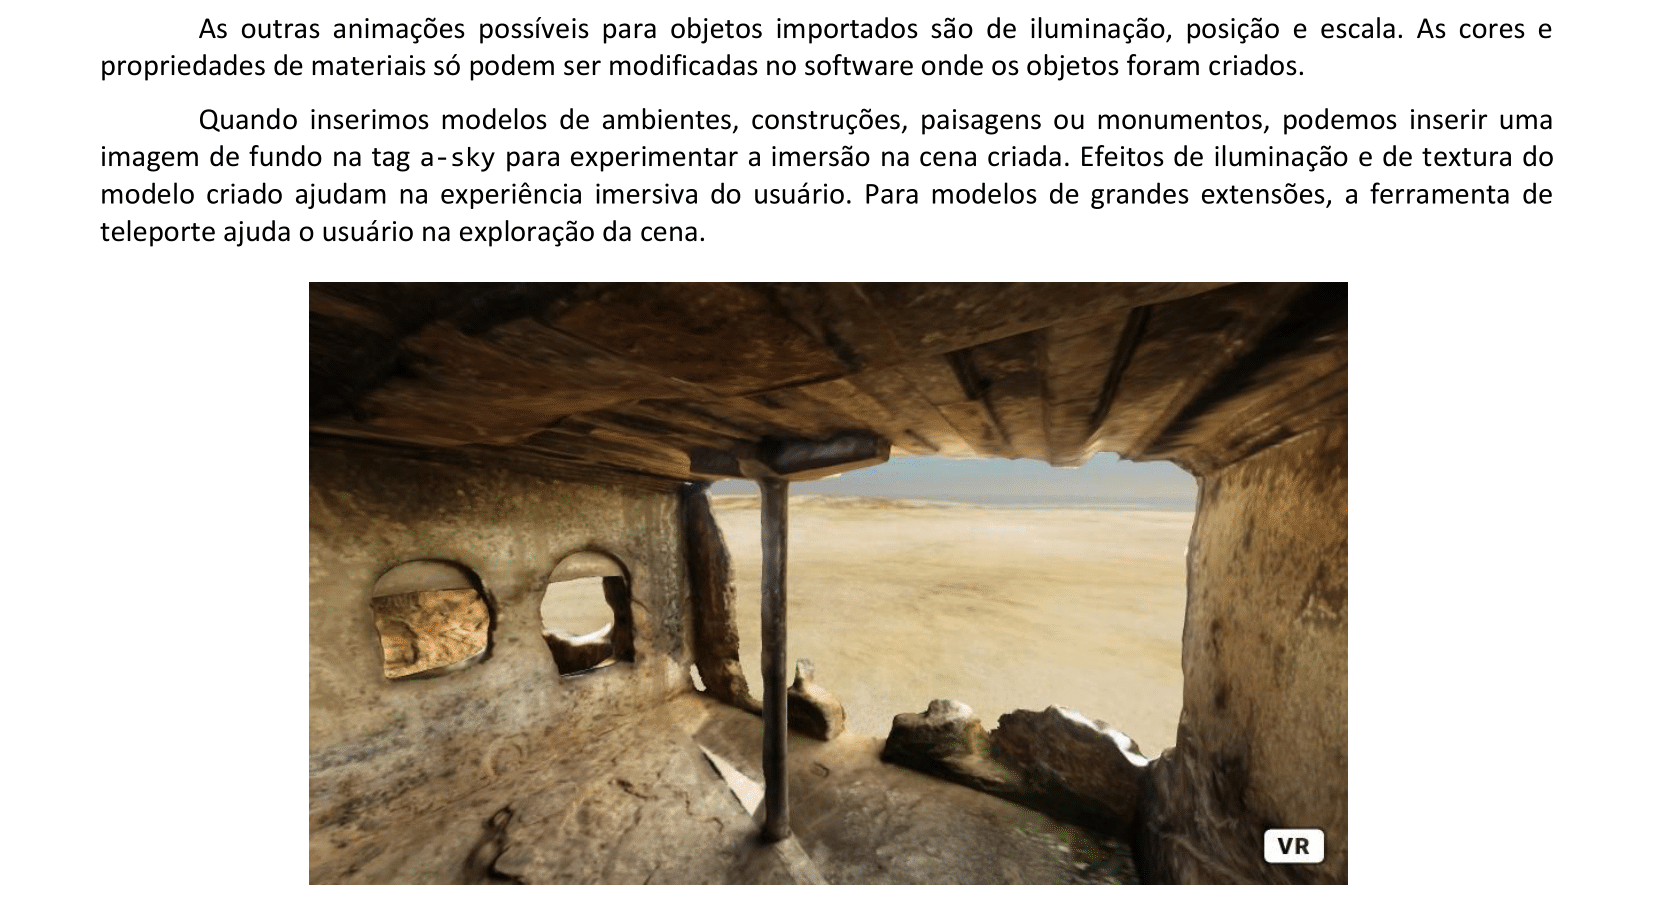 As outras animações possíveis para objetos importados são de iluminação, posição e escala. As cores e
propriedades de materiais só podem ser modificadas no software onde os objetos foram criados.
Quando inserimos modelos de ambientes, construções, paisagens ou monumentos, podemos inserir uma
imagem de fundo na tag a-sky para experimentar a imersão na cena criada. Efeitos de iluminação e de textura do
modelo criado ajudam na experiência imersiva do usuário. Para modelos de grandes extensões, a ferramenta de
teleporte ajuda o usuário na exploração da cena.
VR